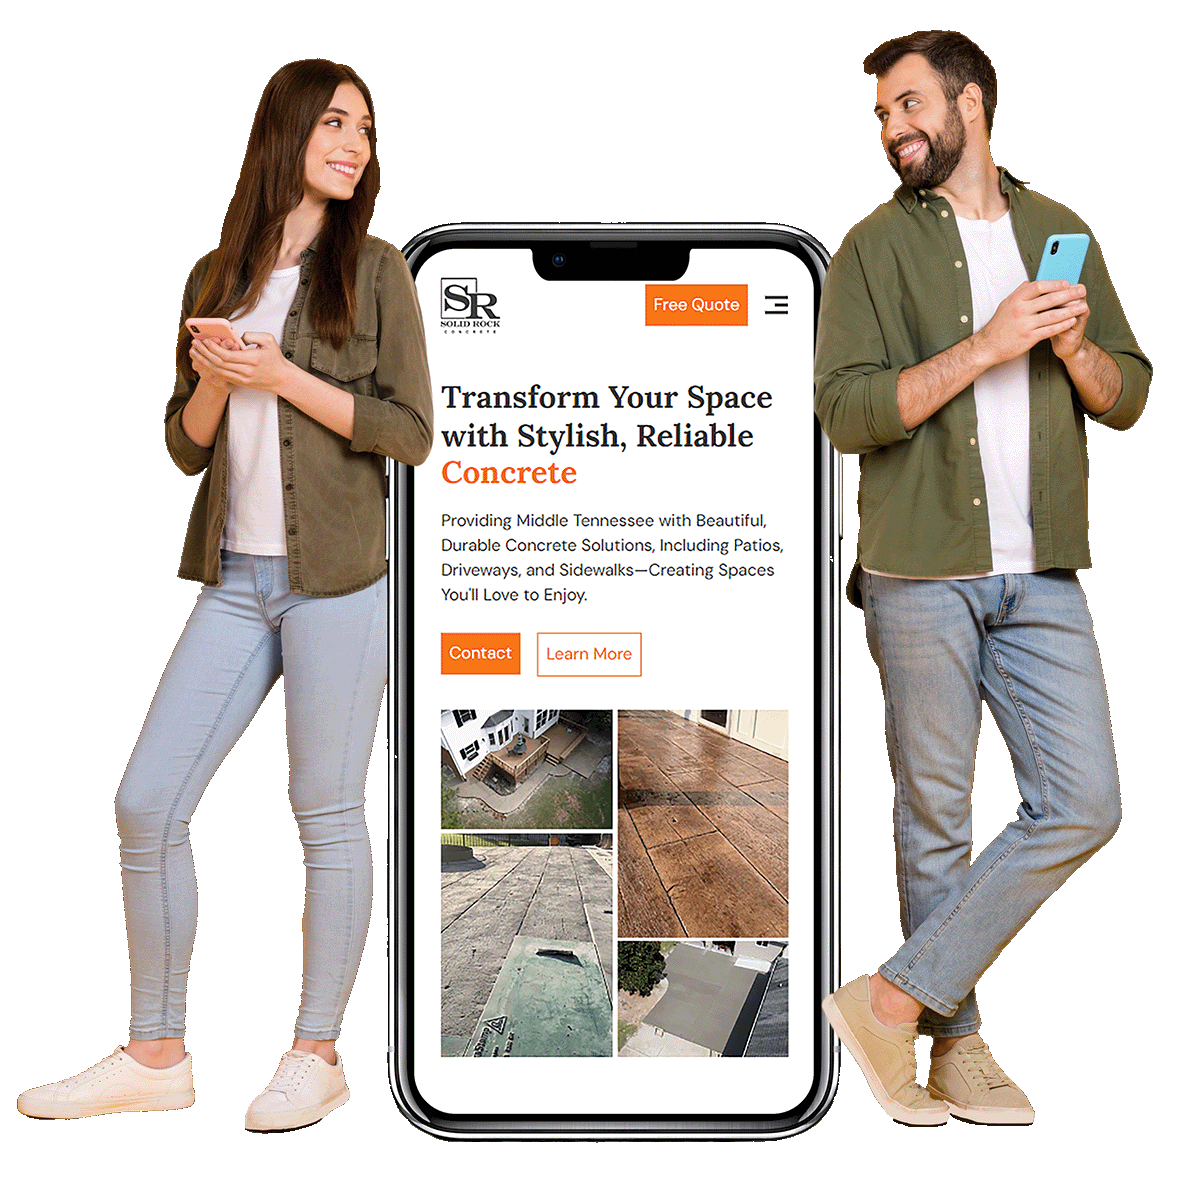 SR
SOLID ROCK
CONCRETE
Free Quote
Transform Your Space
with Stylish, Reliable
Concrete
Providing Middle Tennessee with Beautiful,
Durable Concrete Solutions, Including Patios,
Driveways, and Sidewalks—Creating Spaces
You'll Love to Enjoy.
Contact
Learn More